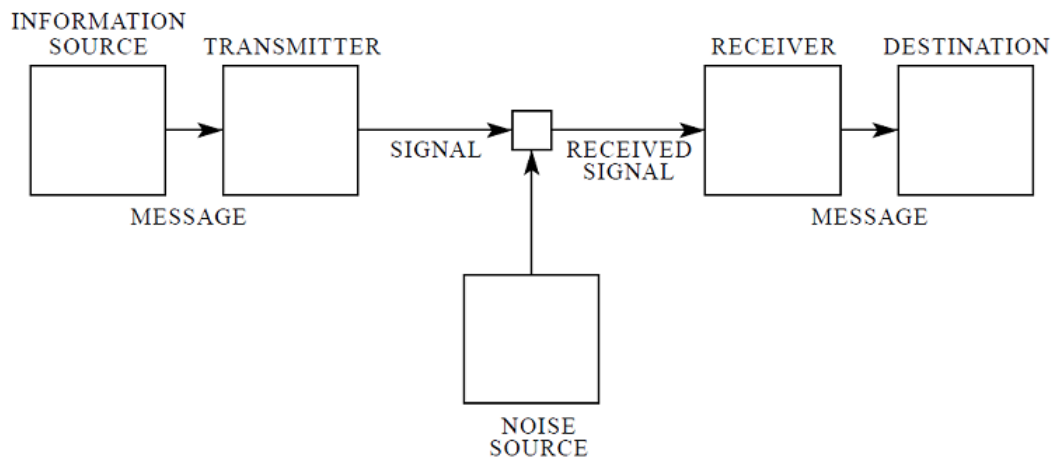 INFORMATION
SOURCE
TRANSMITTER
RECEIVER
DESTINATION
SIGNAL
RECEIVED
SIGNAL
MESSAGE
MESSAGE
NOISE
SOURCE